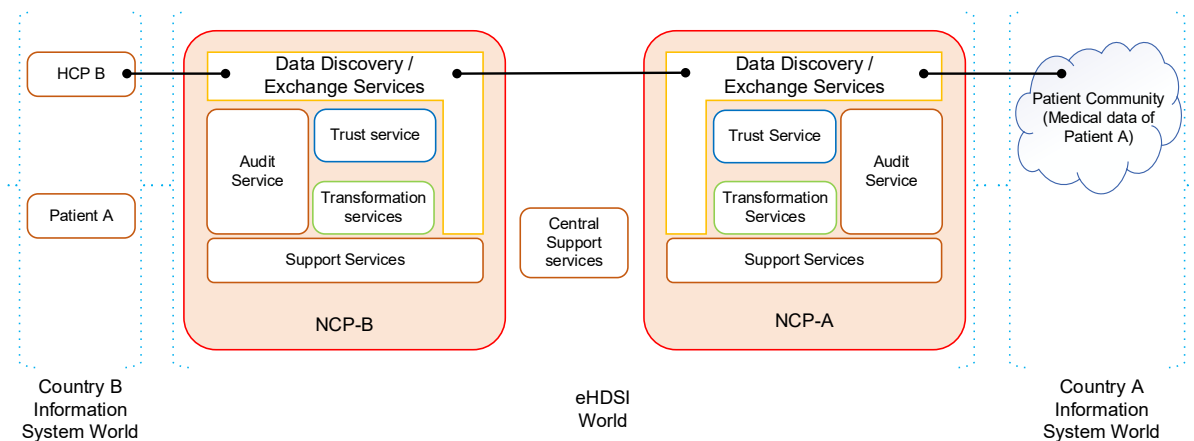 HCP B
Patient A
Country B
Information
System World
Data Discovery /
Exchange Services
Audit
Service
Trust service
Transformation
services
Support Services
NCP-B
Central
Support
services
eHDSI
World
Data Discovery /
Exchange Services
Trust Service
Transformation
Services
Audit
Service
Support Services
NCP-A
Patient Community
(Medical data of
Patient A)
Country A
Information
System World